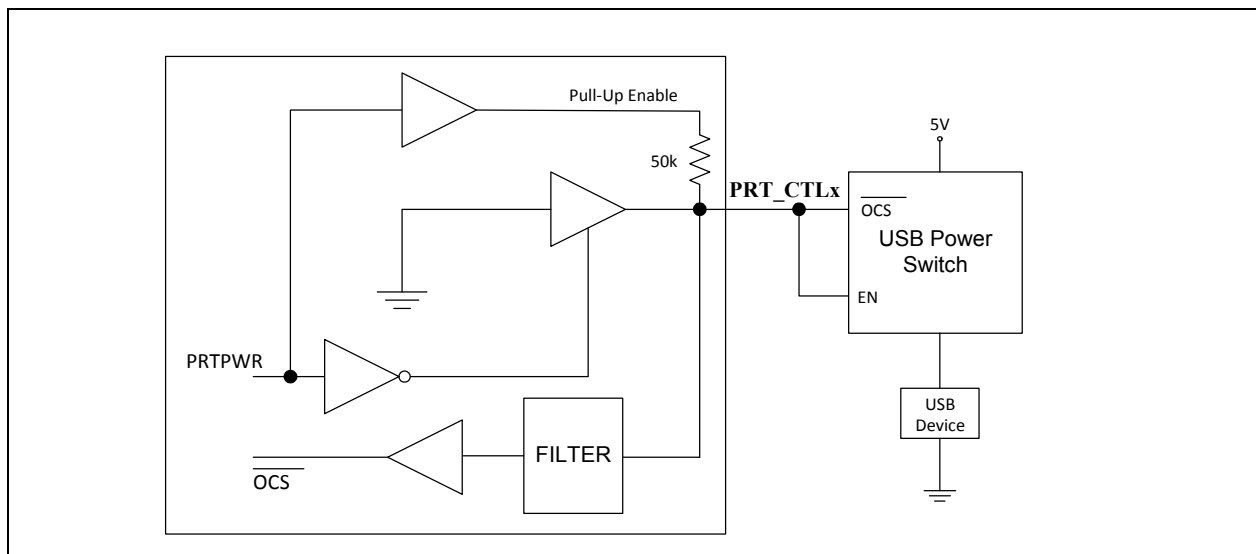 Pull-Up Enable
5V
50k
PRT_CTLx
OCS
USB Power
Switch
EN
PRTPWR
USB
Device
FILTER
OCS